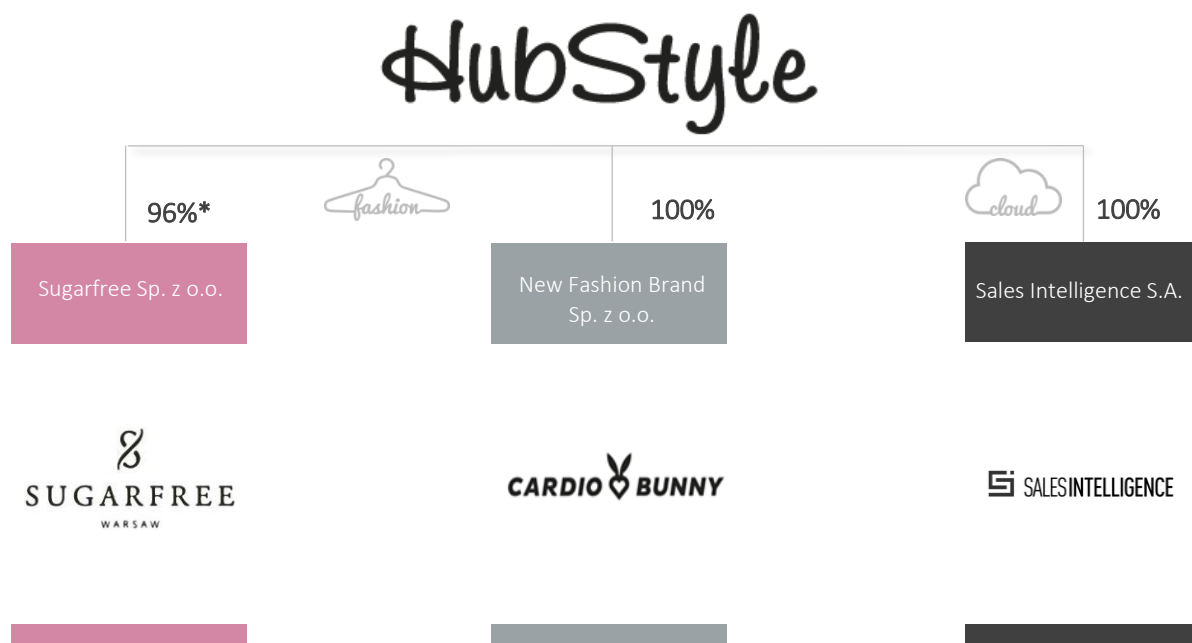 HubStyle
96%*
fashion
100%
cloud
100%
Sugarfree Sp. z o.o.
New Fashion Brand
Sp. z o.o.
Sales Intelligence S.A.
SUGARFREE
WARSAW
CARDIO BUNNY
SALESINTELLIGENCE